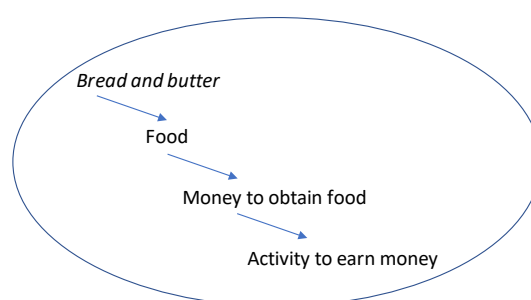 Bread and butter
Food
Money to obtain food
Activity to earn money